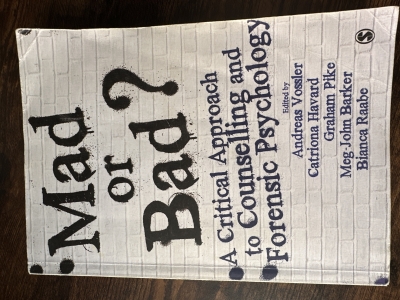 Mad
or
Bad?
A Critical Approach
to Counselling and
Forensic Psychology
Edited by
Andreas Vossler
Catriona Havard
Graham Pike
Meg-John Barker
Bianca Raabe